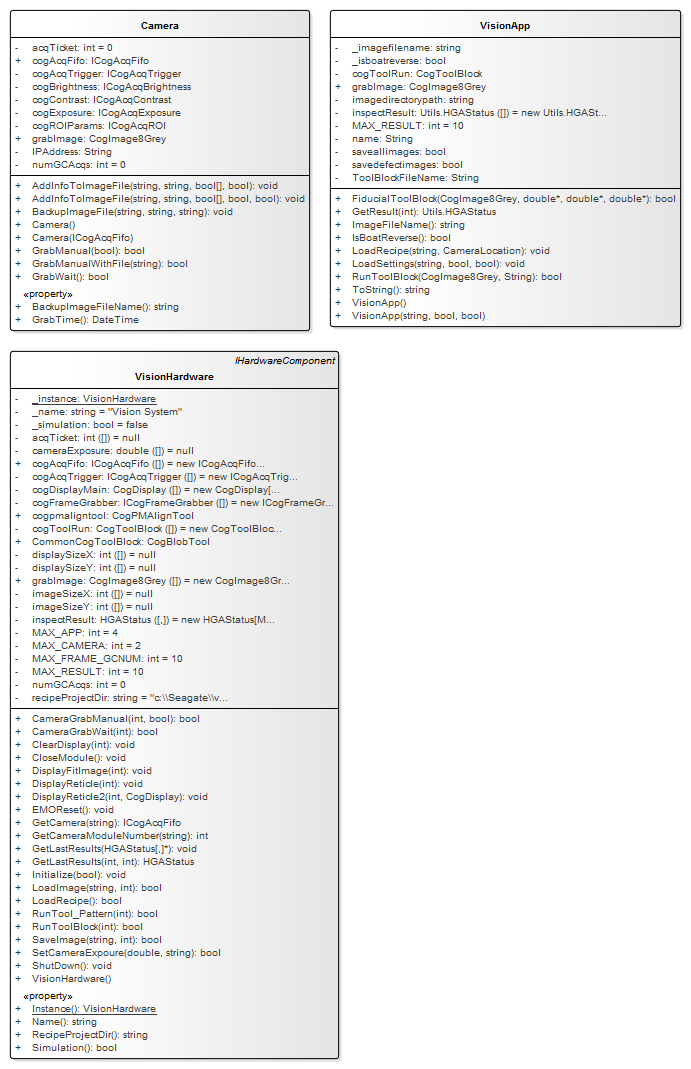 Camera
- acqTicket: int = 0
+ cogAcqFifo: ICogAcqFifo
- cogAcqTrigger: ICogAcqTrigger
- cogBrightness: ICogAcqBrightness
- cogContrast: ICogAcqContrast
- cogExposure: ICogAcqExposure
- cogROIParams: ICogAcqROI
+ grabImage: CogImage8Grey
- IPAddress: String
- numGCAcqs: int = 0
+ AddInfoToImageFile(string, string, bool[], bool): void
+ AddInfoToImageFile(string, string, bool[], bool, bool): void
+ BackupImageFile(string, string, string): void
+ Camera()
+ Camera(ICogAcqFifo)
+ GrabManual(bool): bool
+ GrabManualWithFile(string): bool
+ GrabWait(): bool
«property»
+ BackupImageFileName(): string
+ GrabTime(): DateTime
VisionApp
- _imagefilename: string
- _isboatreverse: bool
- cogToolRun: CogToolBlock
+ grabImage: CogImage8Grey
- imagedirectorypath: string
- inspectResult: Utils.HGAStatus ([]) = new Utils.HGASt...
- MAX_RESULT: int = 10
- name: String
- saveallimages: bool
- savedefectimages: bool
- ToolBlockFileName: String
+ FiducialToolBlock(CogImage8Grey, double*, double*, double*): bool
+ GetResult(int): Utils.HGAStatus
+ ImageFileName(): string
+ IsBoatReverse(): bool
+ LoadRecipe(string, CameraLocation): void
+ LoadSettings(string, bool, bool): void
+ RunToolBlock(CogImage8Grey, String): bool
+ ToString(): string
+ VisionApp()
+ VisionApp(string, bool, bool)
IHardwareComponent
VisionHardware
- _instance: VisionHardware
- _name: string = "Vision System"
- _simulation: bool = false
- acqTicket: int ([]) = null
- cameraExposure: double ([]) = null
+ cogAcqFifo: ICogAcqFifo ([]) = new ICogAcqFifo...
- cogAcqTrigger: ICogAcqTrigger ([]) = new ICogAcqTrig...
- cogDisplayMain: CogDisplay ([]) = new CogDisplay[...
- cogFrameGrabber: ICogFrameGrabber ([]) = new ICogFrameGr...
+ cogpmaligntool: CogPMAlignTool
- cogToolRun: CogToolBlock ([]) = new CogToolBloc...
+ CommonCogToolBlock: CogBlobTool
- displaySizeX: int ([]) = null
- displaySizeY: int ([]) = null
+ grabImage: CogImage8Grey ([]) = new CogImage8Gr...
- imageSizeX: int ([]) = null
- imageSizeY: int ([]) = null
- inspectResult: HGAStatus ([,]) = new HGAStatus[M...
- MAX_APP: int = 4
- MAX_CAMERA: int = 2
- MAX_FRAME_GCNUM: int = 10
- MAX_RESULT: int = 10
- numGCAcqs: int = 0
- recipeProjectDir: string = "c:\\Seagate\\v...
+ CameraGrabManual(int, bool): bool
+ CameraGrabWait(int): bool
+ ClearDisplay(int): void
+ CloseModule(): void
+ DisplayFitImage(int): void
+ DisplayReticle(int): void
+ DisplayReticle2(int, CogDisplay): void
+ EMOReset(): void
+ GetCamera(string): ICogAcqFifo
+ GetCameraModuleNumber(string): int
+ GetLastResults(HGAStatus[,]*): void
+ GetLastResults(int, int): HGAStatus
+ Initialize(bool): void
+ LoadImage(string, int): bool
+ LoadRecipe(): bool
+ RunTool_Pattern(int): bool
+ RunToolBlock(int): bool
+ SaveImage(string, int): bool
+ SetCameraExpoure(double, string): bool
+ ShutDown(): void
+ VisionHardware()
«property»
+ Instance(): VisionHardware
+ Name(): string
+ RecipeProjectDir(): string
+ Simulation(): bool